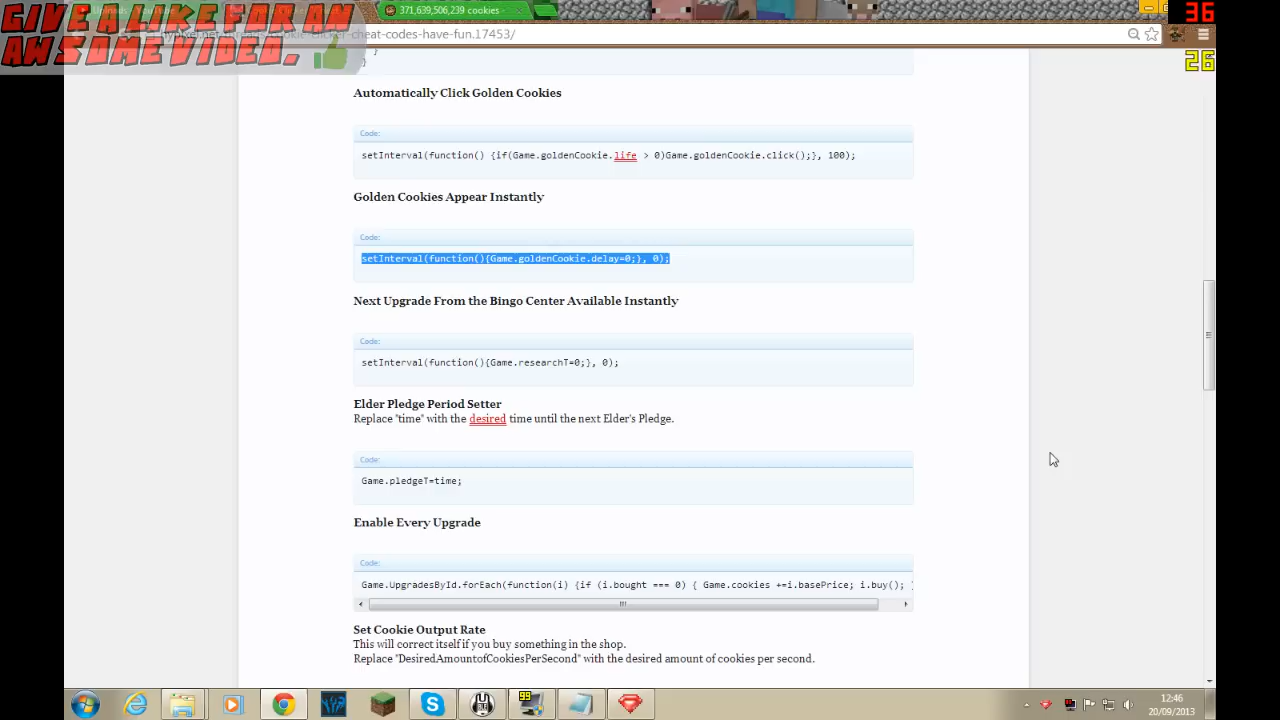 GIVE A LIKE FOR AN
AWSOME VIDEO.
371,639,506,239 cookies -
36
cheat-codes-have-fun.17453/
26
}
}
Automatically Click Golden Cookies
Code:
setInterval(function() {if(Game.goldenCookie.life > 0)Game.goldenCookie.click();}, 100);
Golden Cookies Appear Instantly
Code:
setInterval(function(){Game.goldenCookie.delay=0;}, 0);
Next Upgrade From the Bingo Center Available Instantly
Code:
setInterval(function(){Game.researchT=0;}, 0);
Elder Pledge Period Setter
Replace "time" with the desired time until the next Elder's Pledge.
Code:
Game.pledgeT=time;
Enable Every Upgrade
Code:
Game.UpgradesById.forEach(function(i) {if (i.bought === 0) { Game.cookies +=i.basePrice; i.buy();
Set Cookie Output Rate
This will correct itself if you buy something in the shop.
Replace "DesiredAmountofCookiesPerSecond" with the desired amount of cookies per second.
99
12:46
20/09/2013